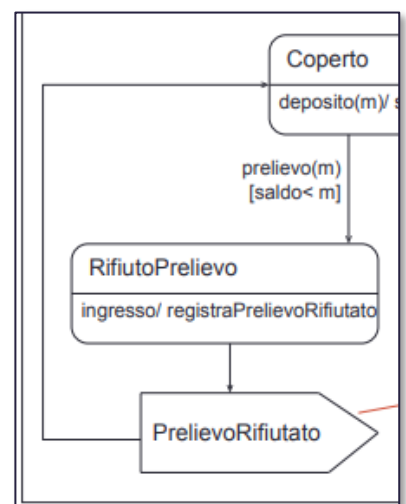 Coperto
deposito(m)/
prelievo(m)
[saldo< m]
RifiutoPrelievo
ingresso/ registraPrelievoRifiutato
PrelievoRifiutato